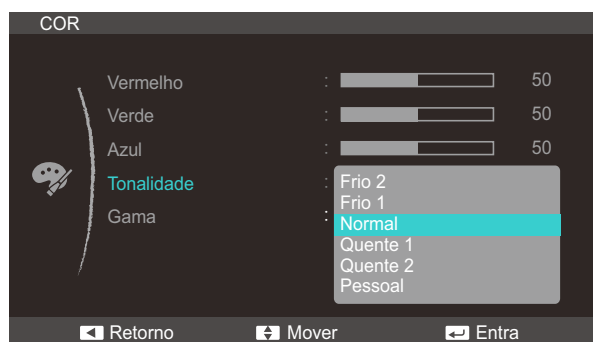 COR
Vermelho : 50
Verde : 50
Azul : 50
Tonalidade : Frio 2
Frio 1
Gama : Normal
Quente 1
Quente 2
Pessoal
Retorno Mover Entra